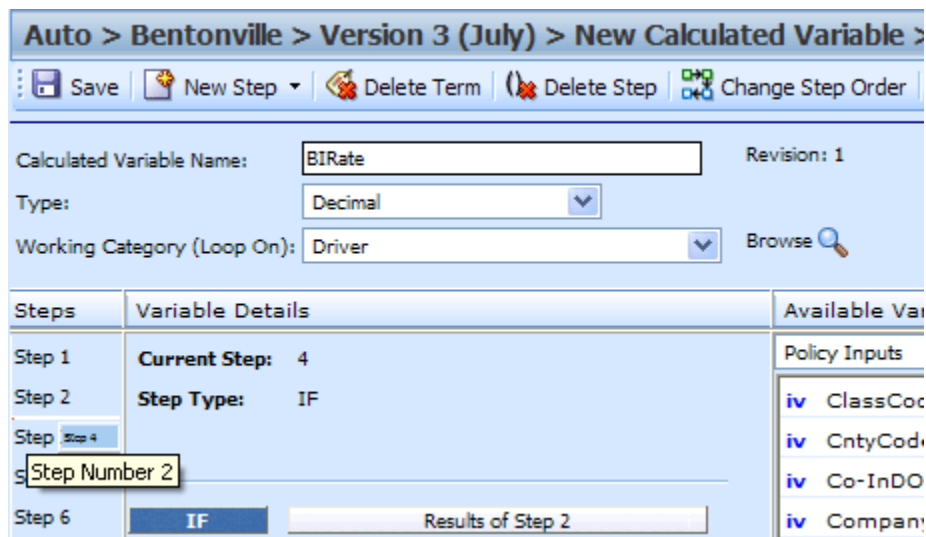 Auto > Bentonville > Version 3 (July) > New Calculated Variable >
Save New Step Delete Term Delete Step Change Step Order
Calculated Variable Name: BIRate Revision: 1
Type: Decimal
Working Category (Loop On): Driver Browse
Steps Variable Details Available Var
Step 1 Current Step: 4 Policy Inputs
Step 2 Step Type: IF iv ClassCod
Step Step 4 iv CntyCode
Step Number 2 iv Co-InDO
Step 6 IF Results of Step 2 iv Company